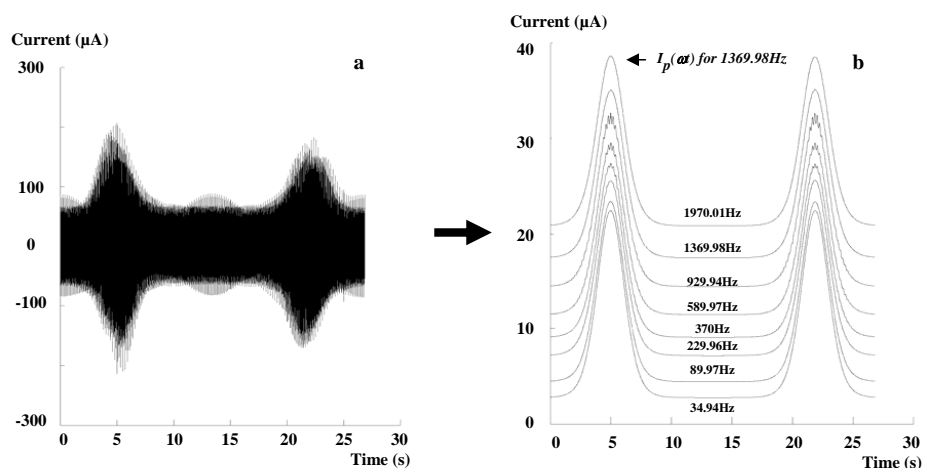 Current (µA)
a
300
100
0
-100
-300
0 5 10 15 20 25 30
Time (s)
Current (µA)
b
40
30
20
10
0
I_p(ωt) for 1369.98Hz
1970.01Hz
1369.98Hz
929.94Hz
589.97Hz
370Hz
229.96Hz
89.97Hz
34.94Hz
0 5 10 15 20 25 30
Time (s)